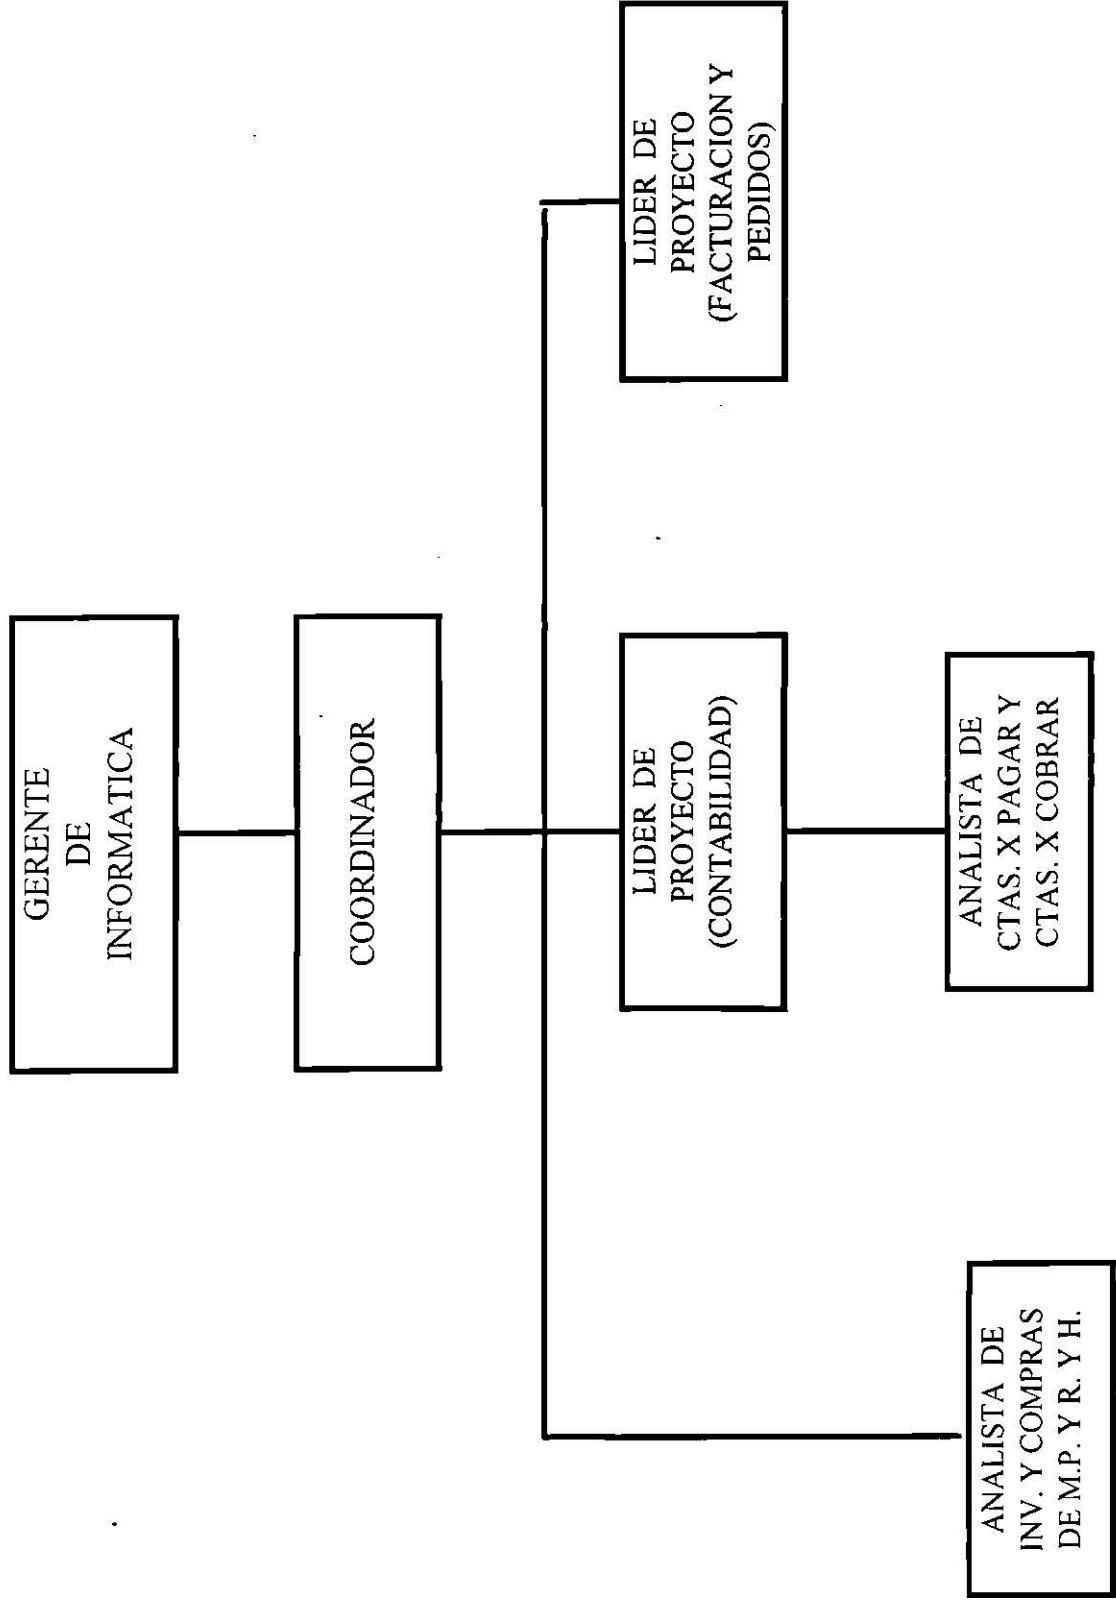 GERENTE
DE
INFORMATICA
COORDINADOR
LIDER DE
PROYECTO
(CONTABILIDAD)
LIDER DE
PROYECTO
(FACTURACION Y
PEDIDOS)
ANALISTA DE
INV. Y COMPRAS
DE M.P. Y R. Y H.
ANALISTA DE
CTAS. X PAGAR Y
CTAS. X COBRAR